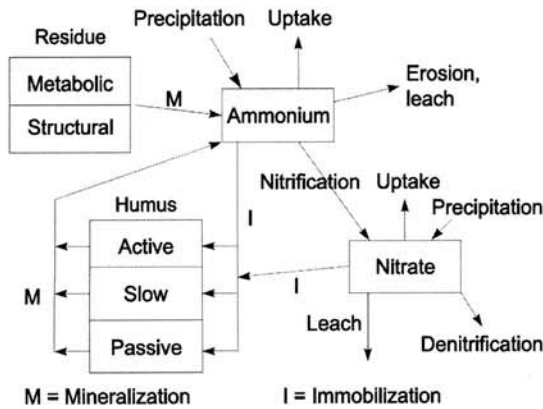 Precipitation
Uptake
Residue
Metabolic
Structural
M
Ammonium
Erosion,
leach
Nitrification
Uptake
Precipitation
Humus
I
Active
Slow
Passive
M
I
Nitrate
Leach
Denitrification
M = Mineralization
I = Immobilization